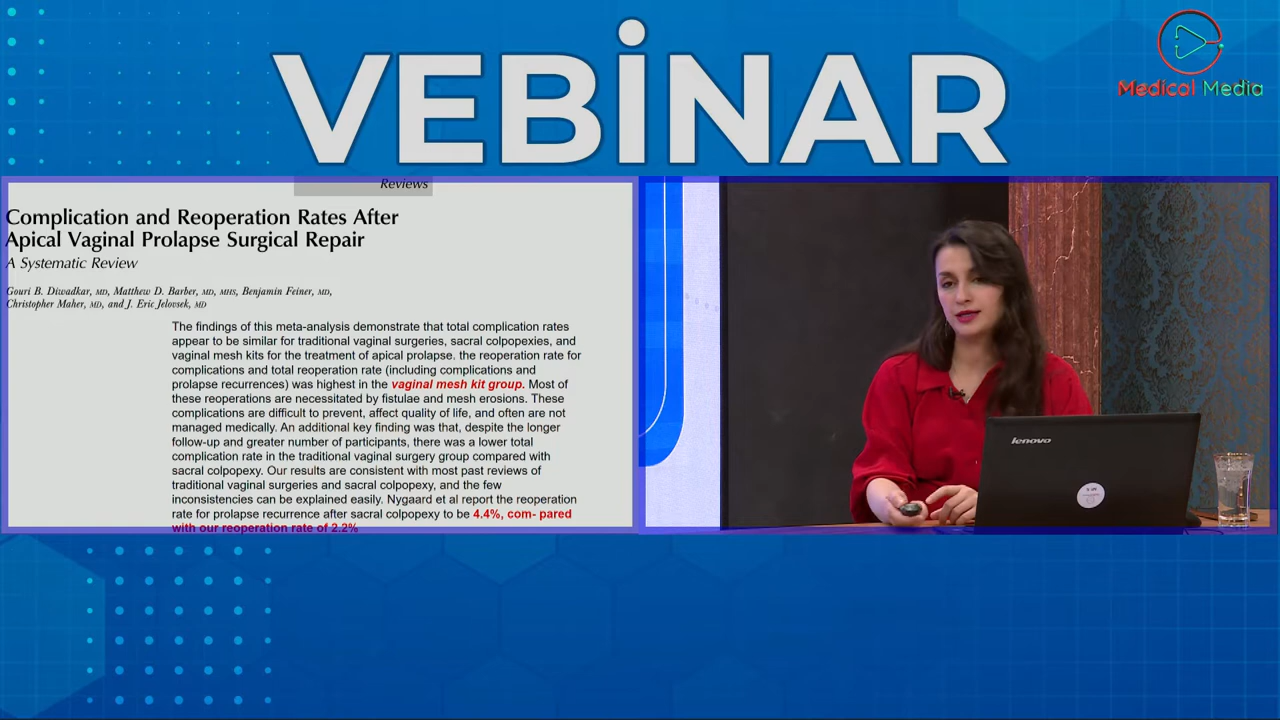 VEBİNAR
Medical Media
Reviews
Complication and Reoperation Rates After
Apical Vaginal Prolapse Surgical Repair
A Systematic Review
Gouri B. Diwadkar, MD, Matthew D. Barber, MD, MHS, Benjamin Feiner, MD,
Christopher Maher, MD, and J. Eric Jelovsek, MD
The findings of this meta-analysis demonstrate that total complication rates
appear to be similar for traditional vaginal surgeries, sacral colpopexies, and
vaginal mesh kits for the treatment of apical prolapse. the reoperation rate for
complications and total reoperation rate (including complications and
prolapse recurrences) was highest in the vaginal mesh kit group. Most of
these reoperations are necessitated by fistulae and mesh erosions. These
complications are difficult to prevent, affect quality of life, and often are not
managed medically. An additional key finding was that, despite the longer
follow-up and greater number of participants, there was a lower total
complication rate in the traditional vaginal surgery group compared with
sacral colpopexy. Our results are consistent with most past reviews of
traditional vaginal surgeries and sacral colpopexy, and the few
inconsistencies can be explained easily. Nygaard et al report the reoperation
rate for prolapse recurrence after sacral colpopexy to be 4.4%, com- pared
with our reoperation rate of 2.2%
lenovo